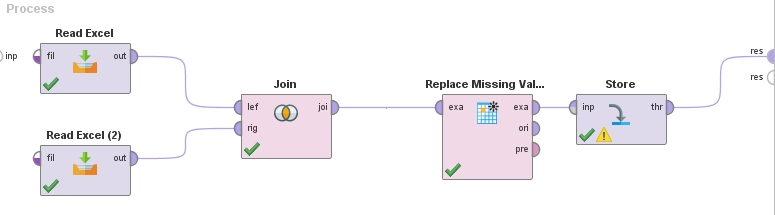 Process
Read Excel
inp
fil
out
res
res
Join
lef
joi
rig
Replace Missing Val...
exa
exa
ori
pre
Store
inp
thr
Read Excel (2)
fil
out